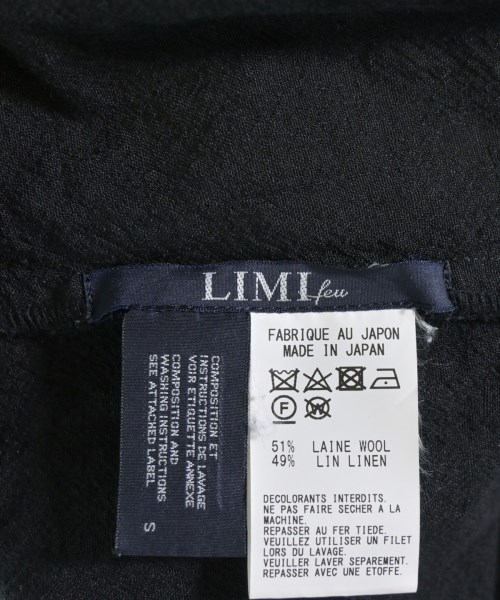 LIMI feu
COMPOSITION ET
INSTRUCTIONS DE LAVAGE
VOIR ETIQUETTE ANNEXE
COMPOSITION AND
WASHING INSTRUCTIONS
SEE ATTACHED LABEL
S
FABRIQUE AU JAPON
MADE IN JAPAN
F W
51% LAINE WOOL
49% LIN LINEN
DECOLORANTS INTERDITS.
NE PAS FAIRE SECHER A LA
MACHINE.
REPASSER AU FER TIEDE.
VEUILLEZ UTILISER UN FILET
LORS DU LAVAGE.
VEUILLER LAVER SEPAREMENT.
REPASSER AVEC UNE ETOFFE.